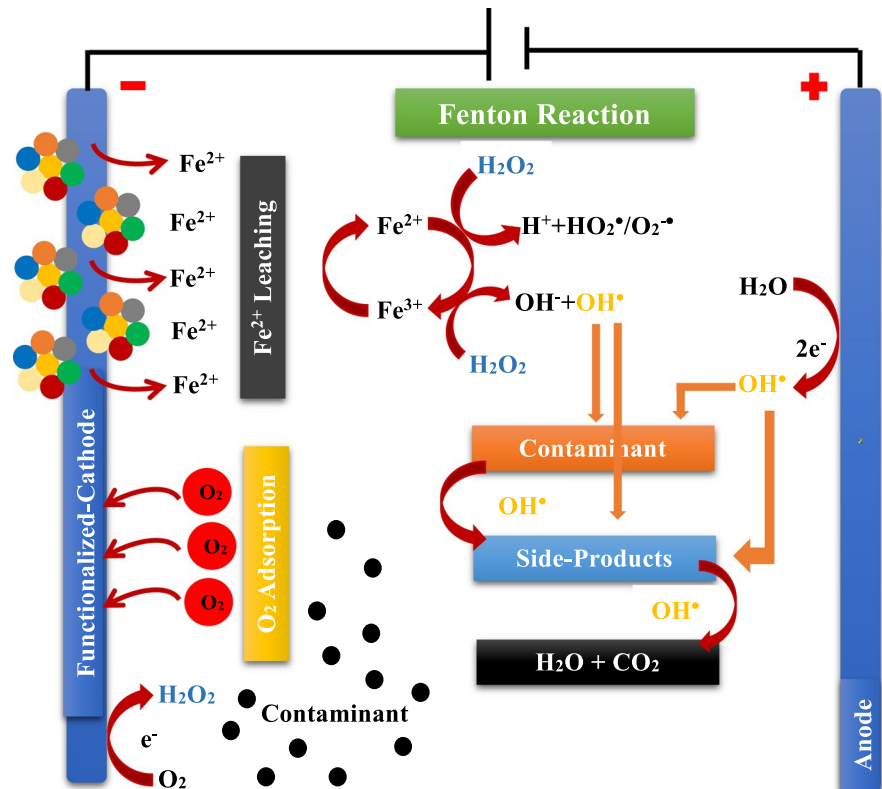 −
+
Fenton Reaction
Fe²⁺
Fe²⁺
Fe²⁺
Fe²⁺
Fe²⁺
Fe²⁺ Leaching
H₂O₂
Fe²⁺
H⁺+HO₂•/O₂⁻•
Fe³⁺
OH⁻+OH•
H₂O₂
H₂O
2e⁻
OH•
Contaminant
OH•
Side-Products
OH•
H₂O + CO₂
Functionalized-Cathode
O₂
O₂
O₂
O₂ Adsorption
H₂O₂
e⁻
O₂
Contaminant
Anode